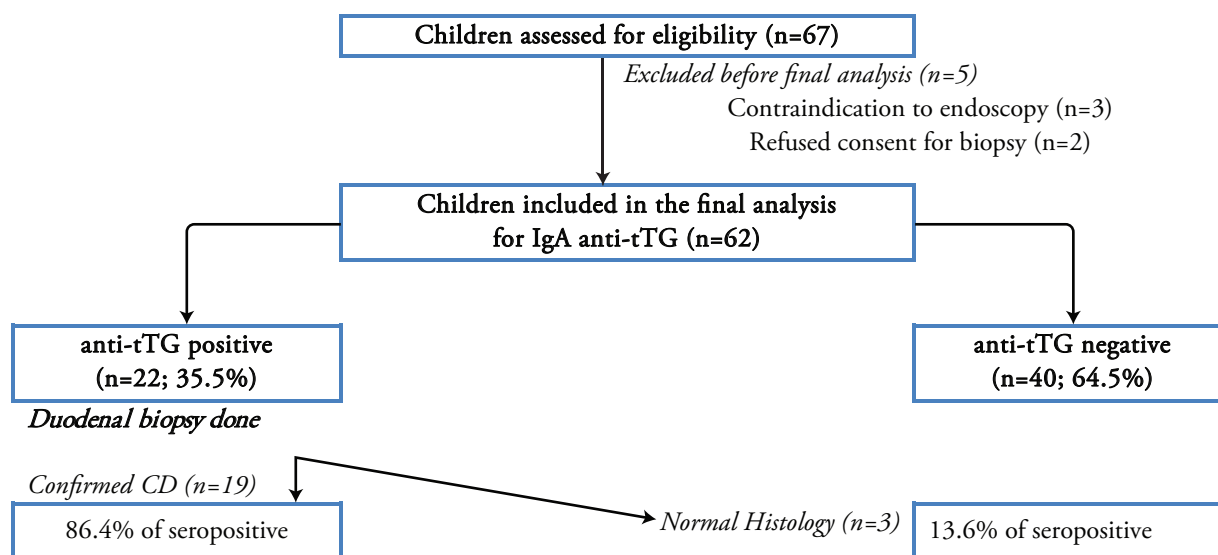 Children assessed for eligibility (n=67)
Excluded before final analysis (n=5)
Contraindication to endoscopy (n=3)
Refused consent for biopsy (n=2)
Children included in the final analysis
for IgA anti-tTG (n=62)
anti-tTG positive
(n=22; 35.5%)
anti-tTG negative
(n=40; 64.5%)
Duodenal biopsy done
Confirmed CD (n=19)
86.4% of seropositive
Normal Histology (n=3)
13.6% of seropositive